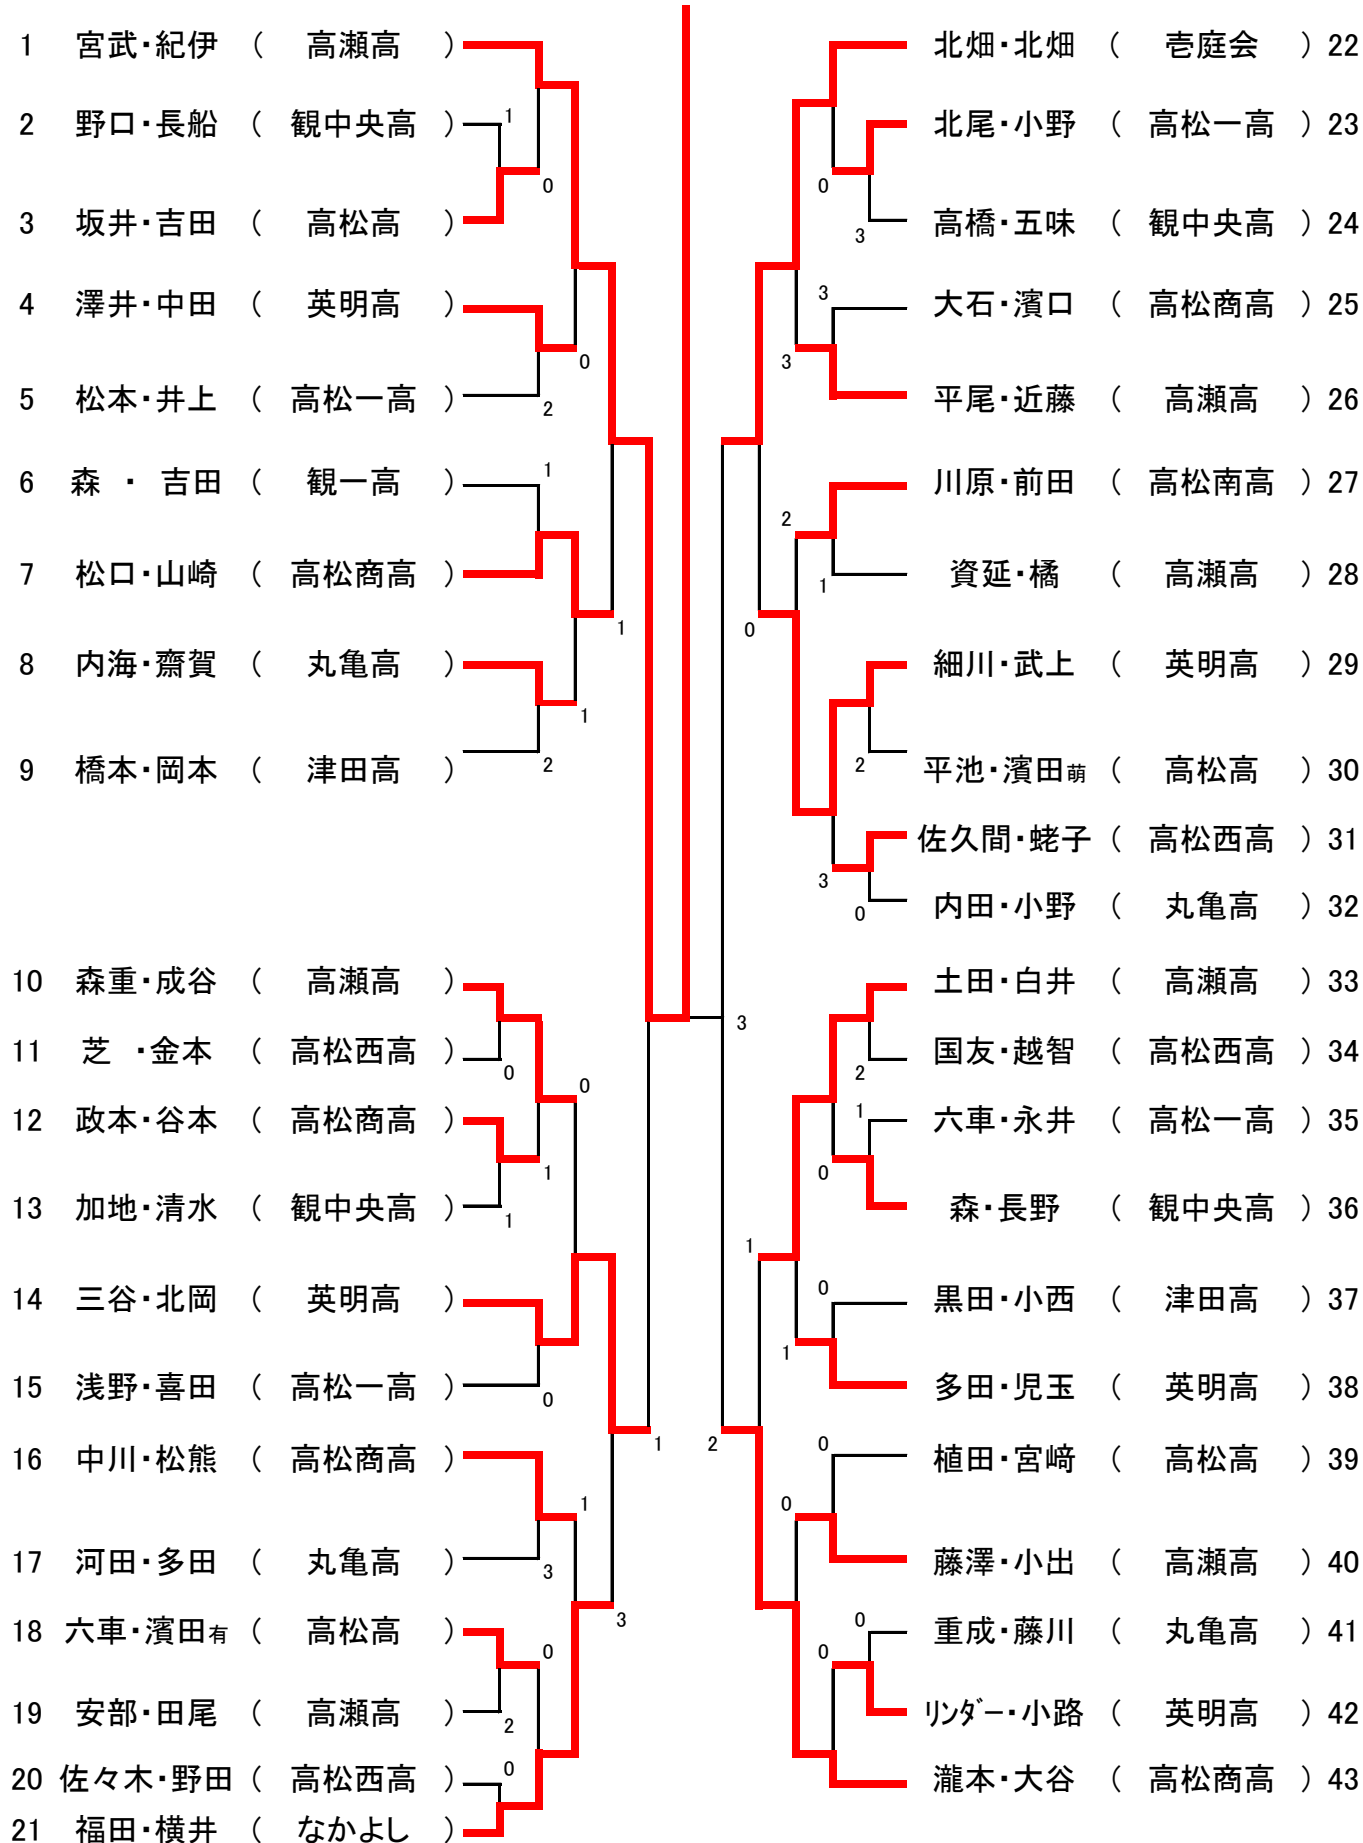 1 宮武・紀伊 ( 高瀬高 )
2 野口・長船 ( 観中央高 )
1
3 坂井・吉田 ( 高松高 )
0
4 澤井・中田 ( 英明高 )
0
5 松本・井上 ( 高松一高 )
2
6 森 ・ 吉田 ( 観一高 )
1
7 松口・山崎 ( 高松商高 )
1
8 内海・齋賀 ( 丸亀高 )
1
9 橋本・岡本 ( 津田高 )
2
10 森重・成谷 ( 高瀬高 )
11 芝 ・金本 ( 高松西高 )
0
0
12 政本・谷本 ( 高松商高 )
1
13 加地・清水 ( 観中央高 )
1
14 三谷・北岡 ( 英明高 )
15 浅野・喜田 ( 高松一高 )
0
16 中川・松熊 ( 高松商高 )
1
1
17 河田・多田 ( 丸亀高 )
3
18 六車・濱田有 ( 高松高 )
3
0
19 安部・田尾 ( 高瀬高 )
2
20 佐々木・野田 ( 高松西高 )
0
21 福田・横井 ( なかよし )
3
北畑・北畑 ( 壱庭会 ) 22
北尾・小野 ( 高松一高 ) 23
0
高橋・五味 ( 観中央高 ) 24
3
3
大石・濱口 ( 高松商高 ) 25
3
平尾・近藤 ( 高瀬高 ) 26
川原・前田 ( 高松南高 ) 27
2
資延・橘 ( 高瀬高 ) 28
1
0
細川・武上 ( 英明高 ) 29
平池・濱田萌 ( 高松高 ) 30
2
佐久間・蛯子 ( 高松西高 ) 31
3
内田・小野 ( 丸亀高 ) 32
0
土田・白井 ( 高瀬高 ) 33
国友・越智 ( 高松西高 ) 34
2
1
六車・永井 ( 高松一高 ) 35
0
森・長野 ( 観中央高 ) 36
1
0
黒田・小西 ( 津田高 ) 37
1
多田・児玉 ( 英明高 ) 38
2
0
植田・宮﨑 ( 高松高 ) 39
0
藤澤・小出 ( 高瀬高 ) 40
0
重成・藤川 ( 丸亀高 ) 41
0
リンダー・小路 ( 英明高 ) 42
瀧本・大谷 ( 高松商高 ) 43